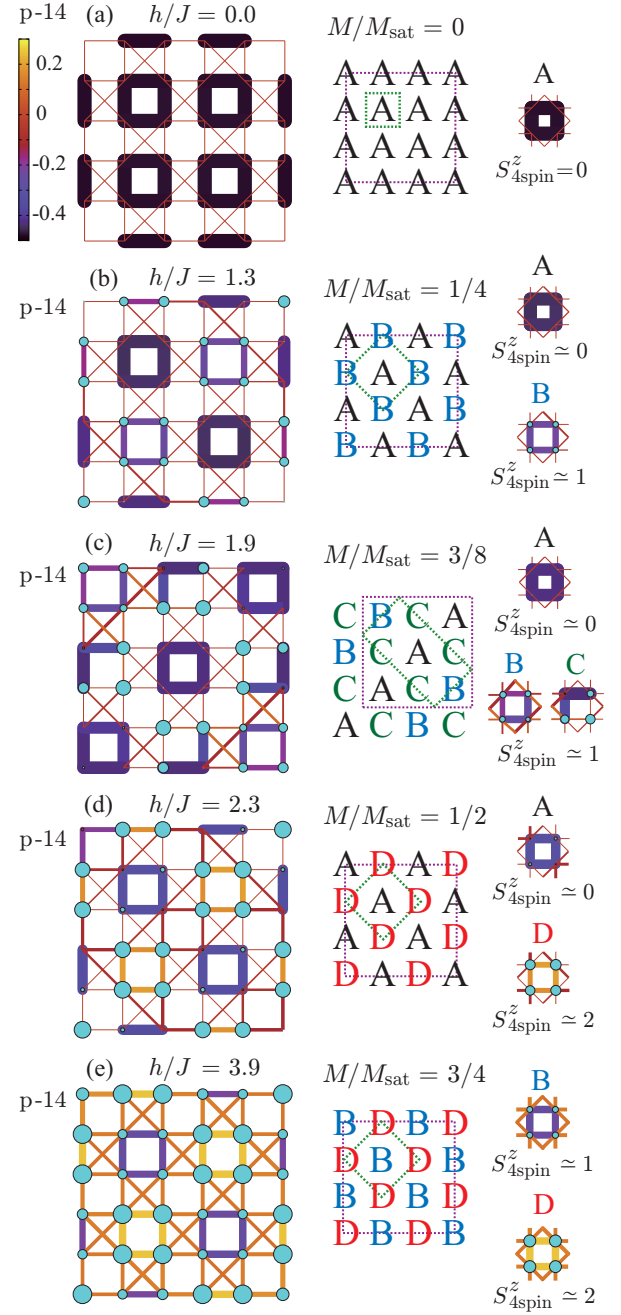 p-14 (a) h/J = 0.0 M/M_sat = 0
0.2
0
-0.2
-0.4
A A A A
A A A A
A A A A
A A A A
A
S^z_4spin = 0
p-14 (b) h/J = 1.3 M/M_sat = 1/4
A B A B
B A B A
A B A B
B A B A
A
S^z_4spin ≃ 0
B
S^z_4spin ≃ 1
p-14 (c) h/J = 1.9 M/M_sat = 3/8
C B C A
B C A C
C A C B
A C B C
A
S^z_4spin ≃ 0
B C
S^z_4spin ≃ 1
p-14 (d) h/J = 2.3 M/M_sat = 1/2
A D A D
D A D A
A D A D
D A D A
A
S^z_4spin ≃ 0
D
S^z_4spin ≃ 2
p-14 (e) h/J = 3.9 M/M_sat = 3/4
B D B D
D B D B
B D B D
D B D B
B
S^z_4spin ≃ 1
D
S^z_4spin ≃ 2